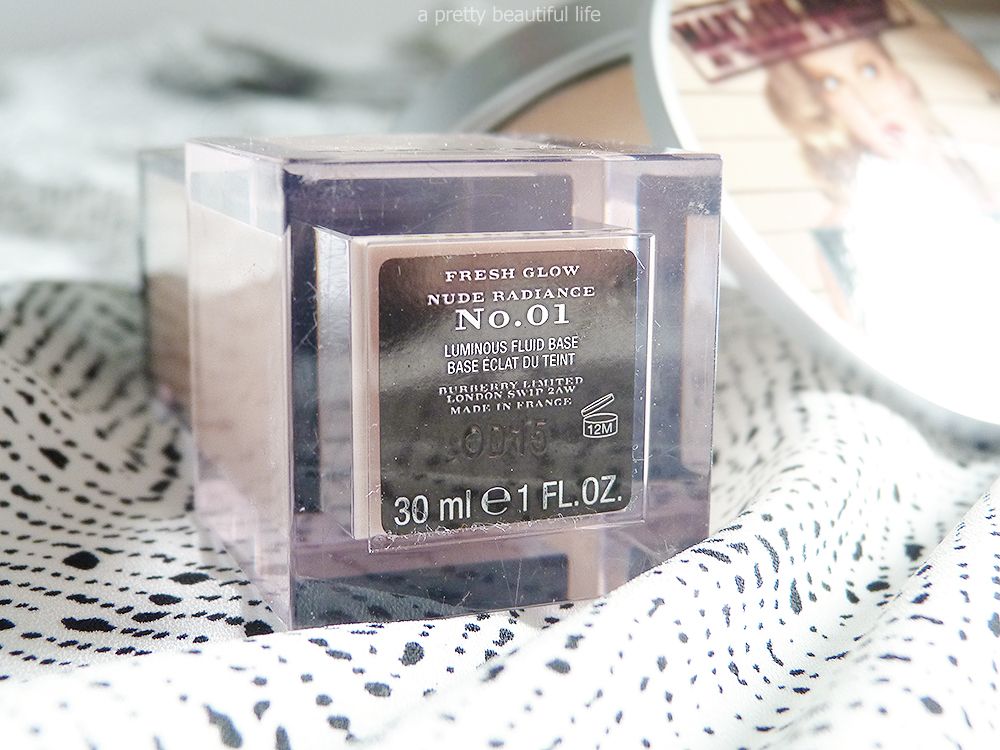 a pretty beautiful life
FRESH GLOW
NUDE RADIANCE
No.01
LUMINOUS FLUID BASE
BASE ÉCLAT DU TEINT
BURBERRY LIMITED
LONDON SW1P 2AW
MADE IN FRANCE
12M
30 ml e 1 FL.OZ.